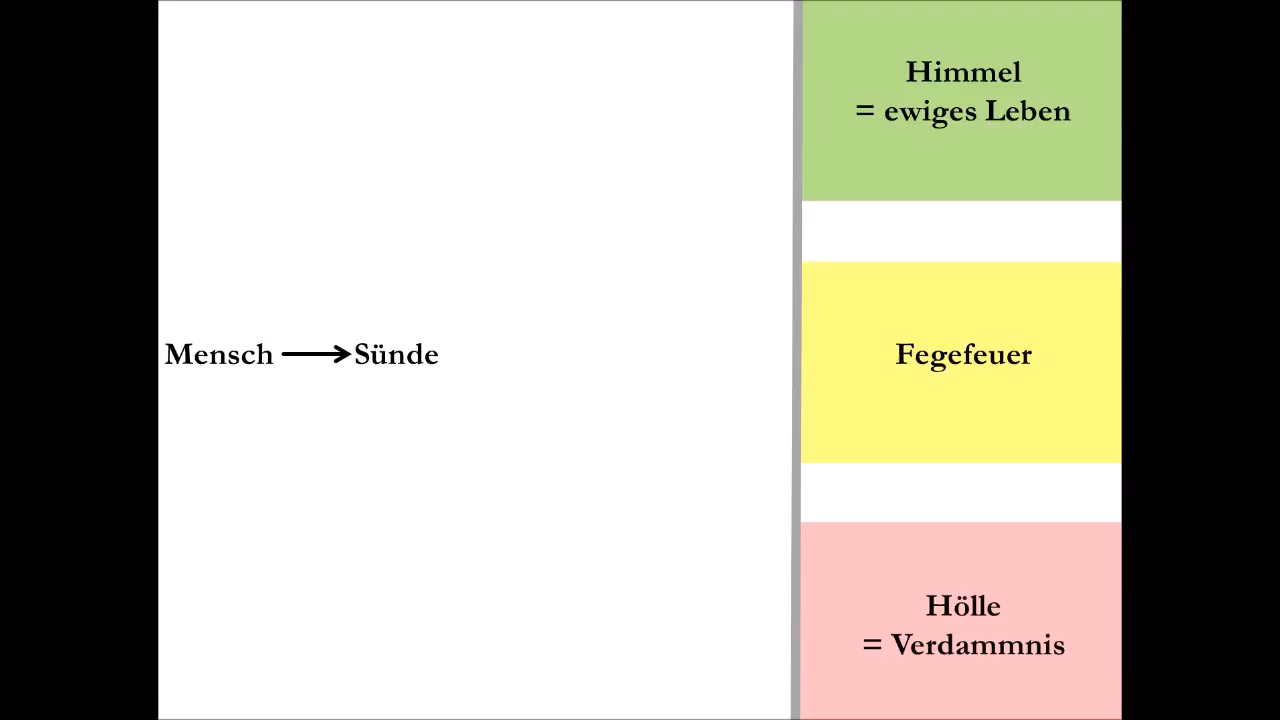 Himmel
= ewiges Leben
Mensch Sünde
Fegefeuer
Hölle
= Verdammnis